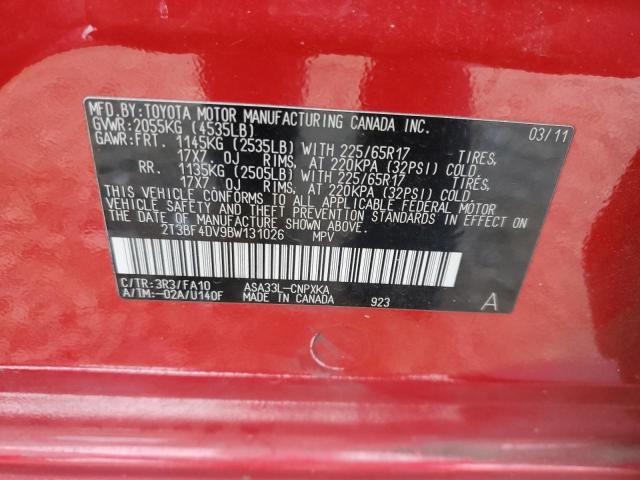 MFD.BY:TOYOTA MOTOR MANUFACTURING CANADA INC. 03/11
GVWR:2055KG (4535LB)
GAWR:FRT. 1145KG (2535LB) WITH 225/65R17 TIRES,
17X7. OJ RIMS, AT 220KPA (32PSI) COLD.
RR. 1135KG (2505LB) WITH 225/65R17 TIRES,
17X7. OJ RIMS, AT 220KPA (32PSI) COLD.
THIS VEHICLE CONFORMS TO ALL APPLICABLE FEDERAL MOTOR
VEHICLE SAFETY AND THEFT PREVENTION STANDARDS IN EFFECT
ON THE DATE OF MANUFACTURE SHOWN ABOVE.
2T3BF4DV9BW131026 MPV
C/TR:3R3/FA10 ASA33L-CNPXKA
A/TM:-02A/U140F MADE IN CANADA 923 A